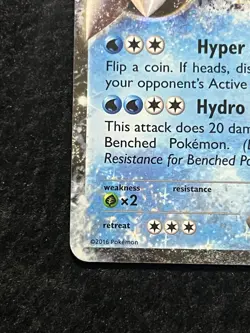 Hyper
Flip a coin. If heads, dis
your opponent's Active
Hydro
This attack does 20 dam
Benched Pokémon. (
Resistance for Benched Po
weakness resistance
×2
retreat
©2016 Pokémon